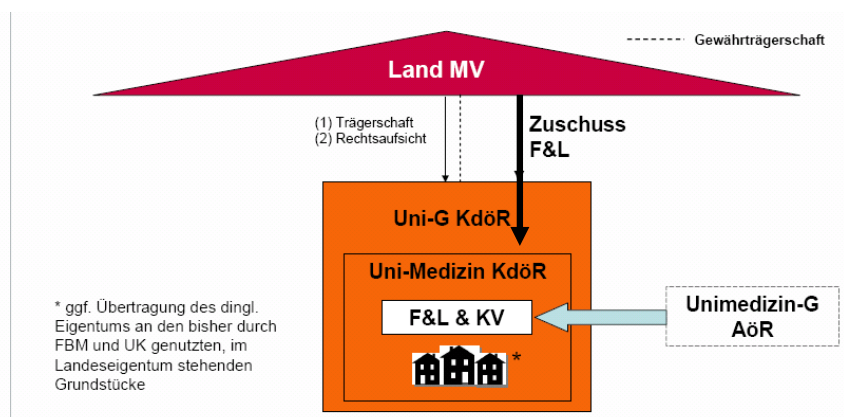 Gewährträgerschaft
Land MV
(1) Trägerschaft
(2) Rechtsaufsicht
Zuschuss
F&L
Uni-G KdöR
Uni-Medizin KdöR
F&L & KV
*
Unimedizin-G
AöR
* ggf. Übertragung des dingl.
Eigentums an den bisher durch
FBM und UK genutzten, im
Landeseigentum stehenden
Grundstücke